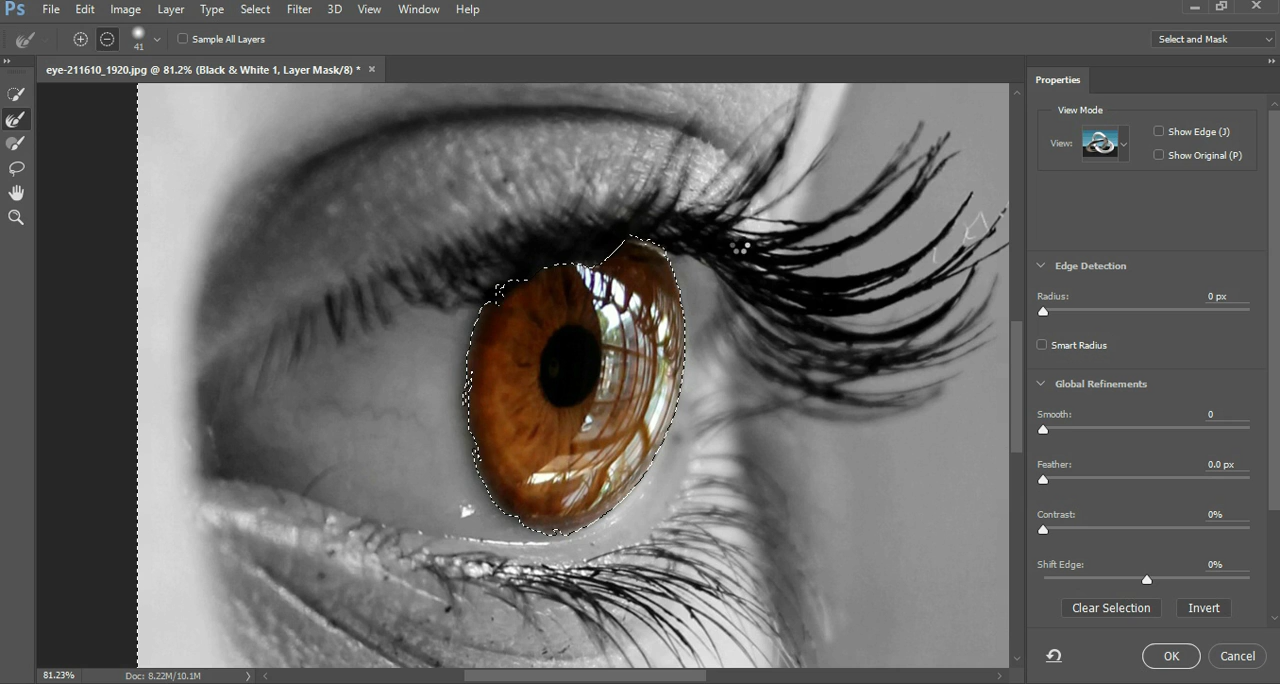 Ps File Edit Image Layer Type Select Filter 3D View Window Help
41 Sample All Layers Select and Mask
eye-211610_1920.jpg @ 81.2% (Black & White 1, Layer Mask/8) *
Properties
View Mode
View: Show Edge (J)
Show Original (P)
Edge Detection
Radius: 0 px
Smart Radius
Global Refinements
Smooth: 0
Feather: 0.0 px
Contrast: 0%
Shift Edge: 0%
Clear Selection Invert
OK Cancel
81.23% Doc: 8.22M/10.1M